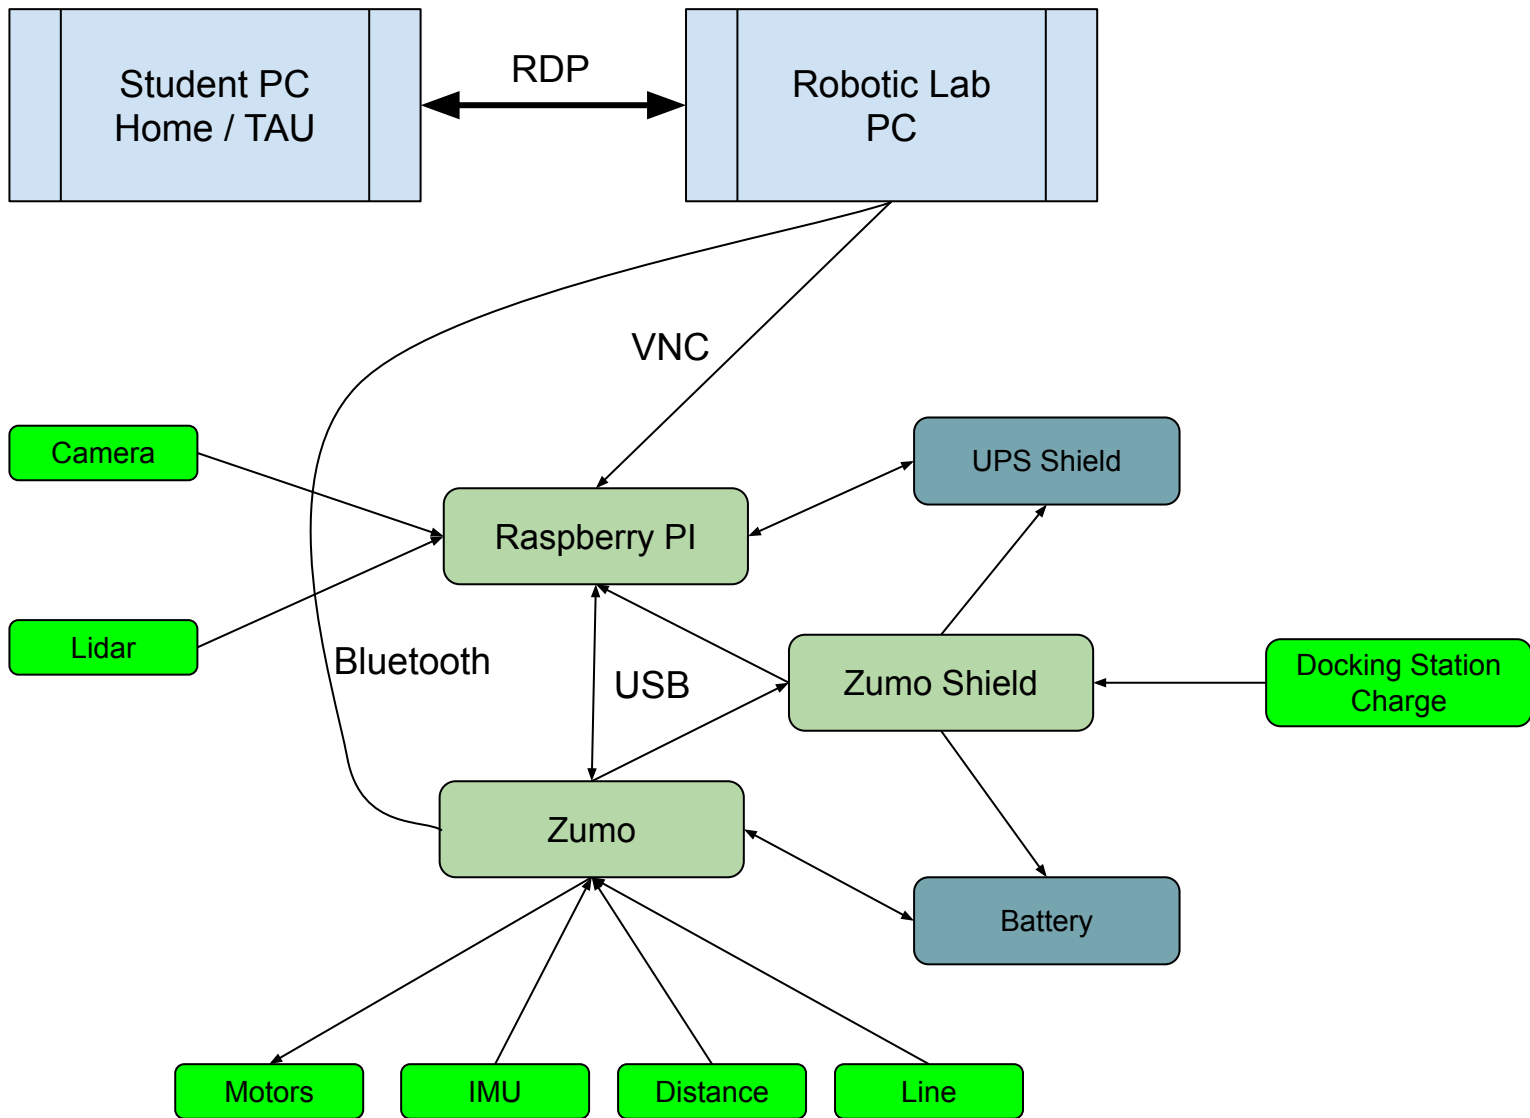 Student PC
Home / TAU
RDP
Robotic Lab
PC
VNC
Camera
UPS Shield
Raspberry PI
Lidar
Bluetooth
USB
Zumo Shield
Docking Station
Charge
Zumo
Battery
Motors
IMU
Distance
Line